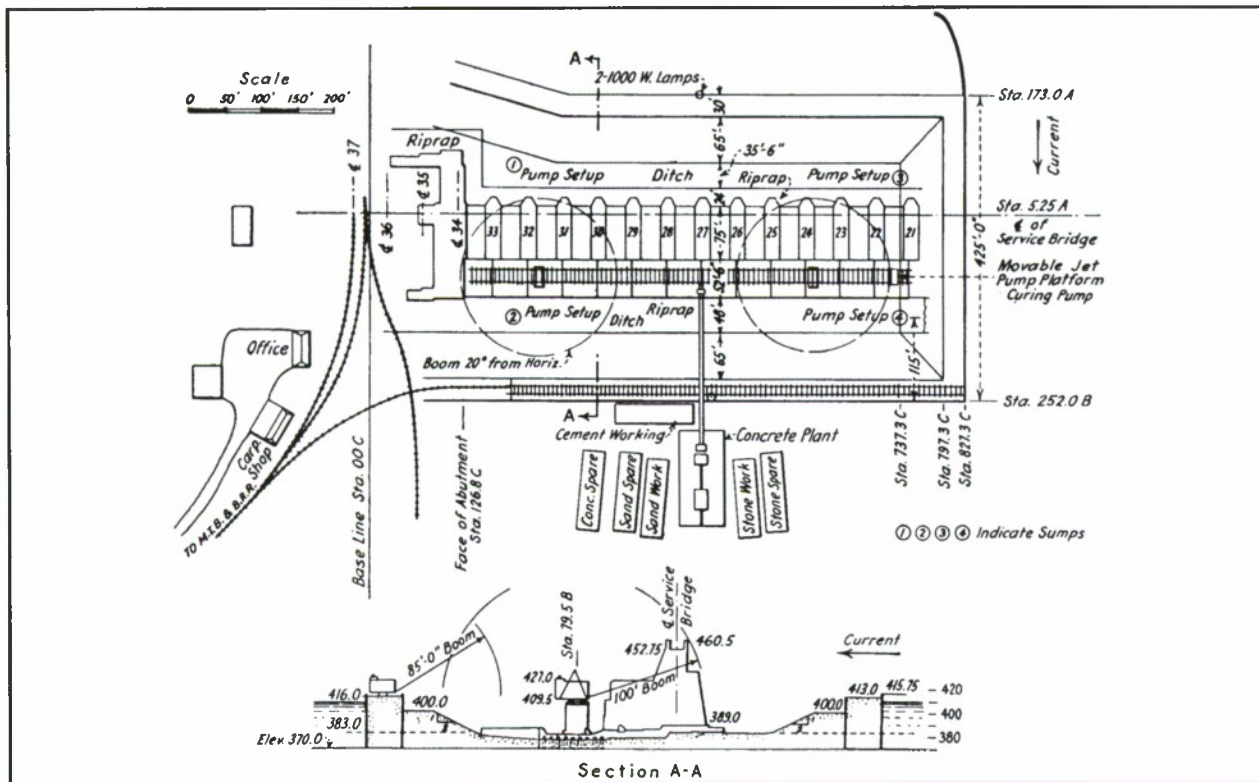 Scale
0 50' 100' 150' 200'
A
2-1000 W. Lamps
30'
Sta. 173.0 A
Current
℄ 37
Riprap
65'
35'-6"
① Pump Setup
Ditch
Riprap
Pump Setup ③
24'
℄ 36
℄ 35
℄ 34
Sta. 5.25 A
℄ of
Service Bridge
425'-0"
33 32 31 30 29 28 27 26 25 24 23 22 21
75'
52'-6"
Movable Jet
Pump Platform
Curing Pump
② Pump Setup
Ditch
Riprap
Pump Setup ④
Office
Boom 20° from Horiz.
65'
115'
A
Sta. 252.0 B
Carp.
Shop
Cement Working
Concrete Plant
Conc. Spare
Sand Spare
Sand Work
Stone Work
Stone Spare
Sta. 737.3 C
Sta. 797.3 C
Sta. 827.3 C
TO M.I.B. & B.R.R.
Base Line Sta. 00 C
Face of Abutment
Sta. 126.8 C
① ② ③ ④ Indicate Sumps
Sta. 79.5 B
℄ Service
Bridge
85'-0" Boom
452.75
460.5
Current
427.0
409.5
100' Boom
416.0
400.0
400.0
413.0
415.75
420
400
380
383.0
389.0
Elev. 370.0
Section A-A